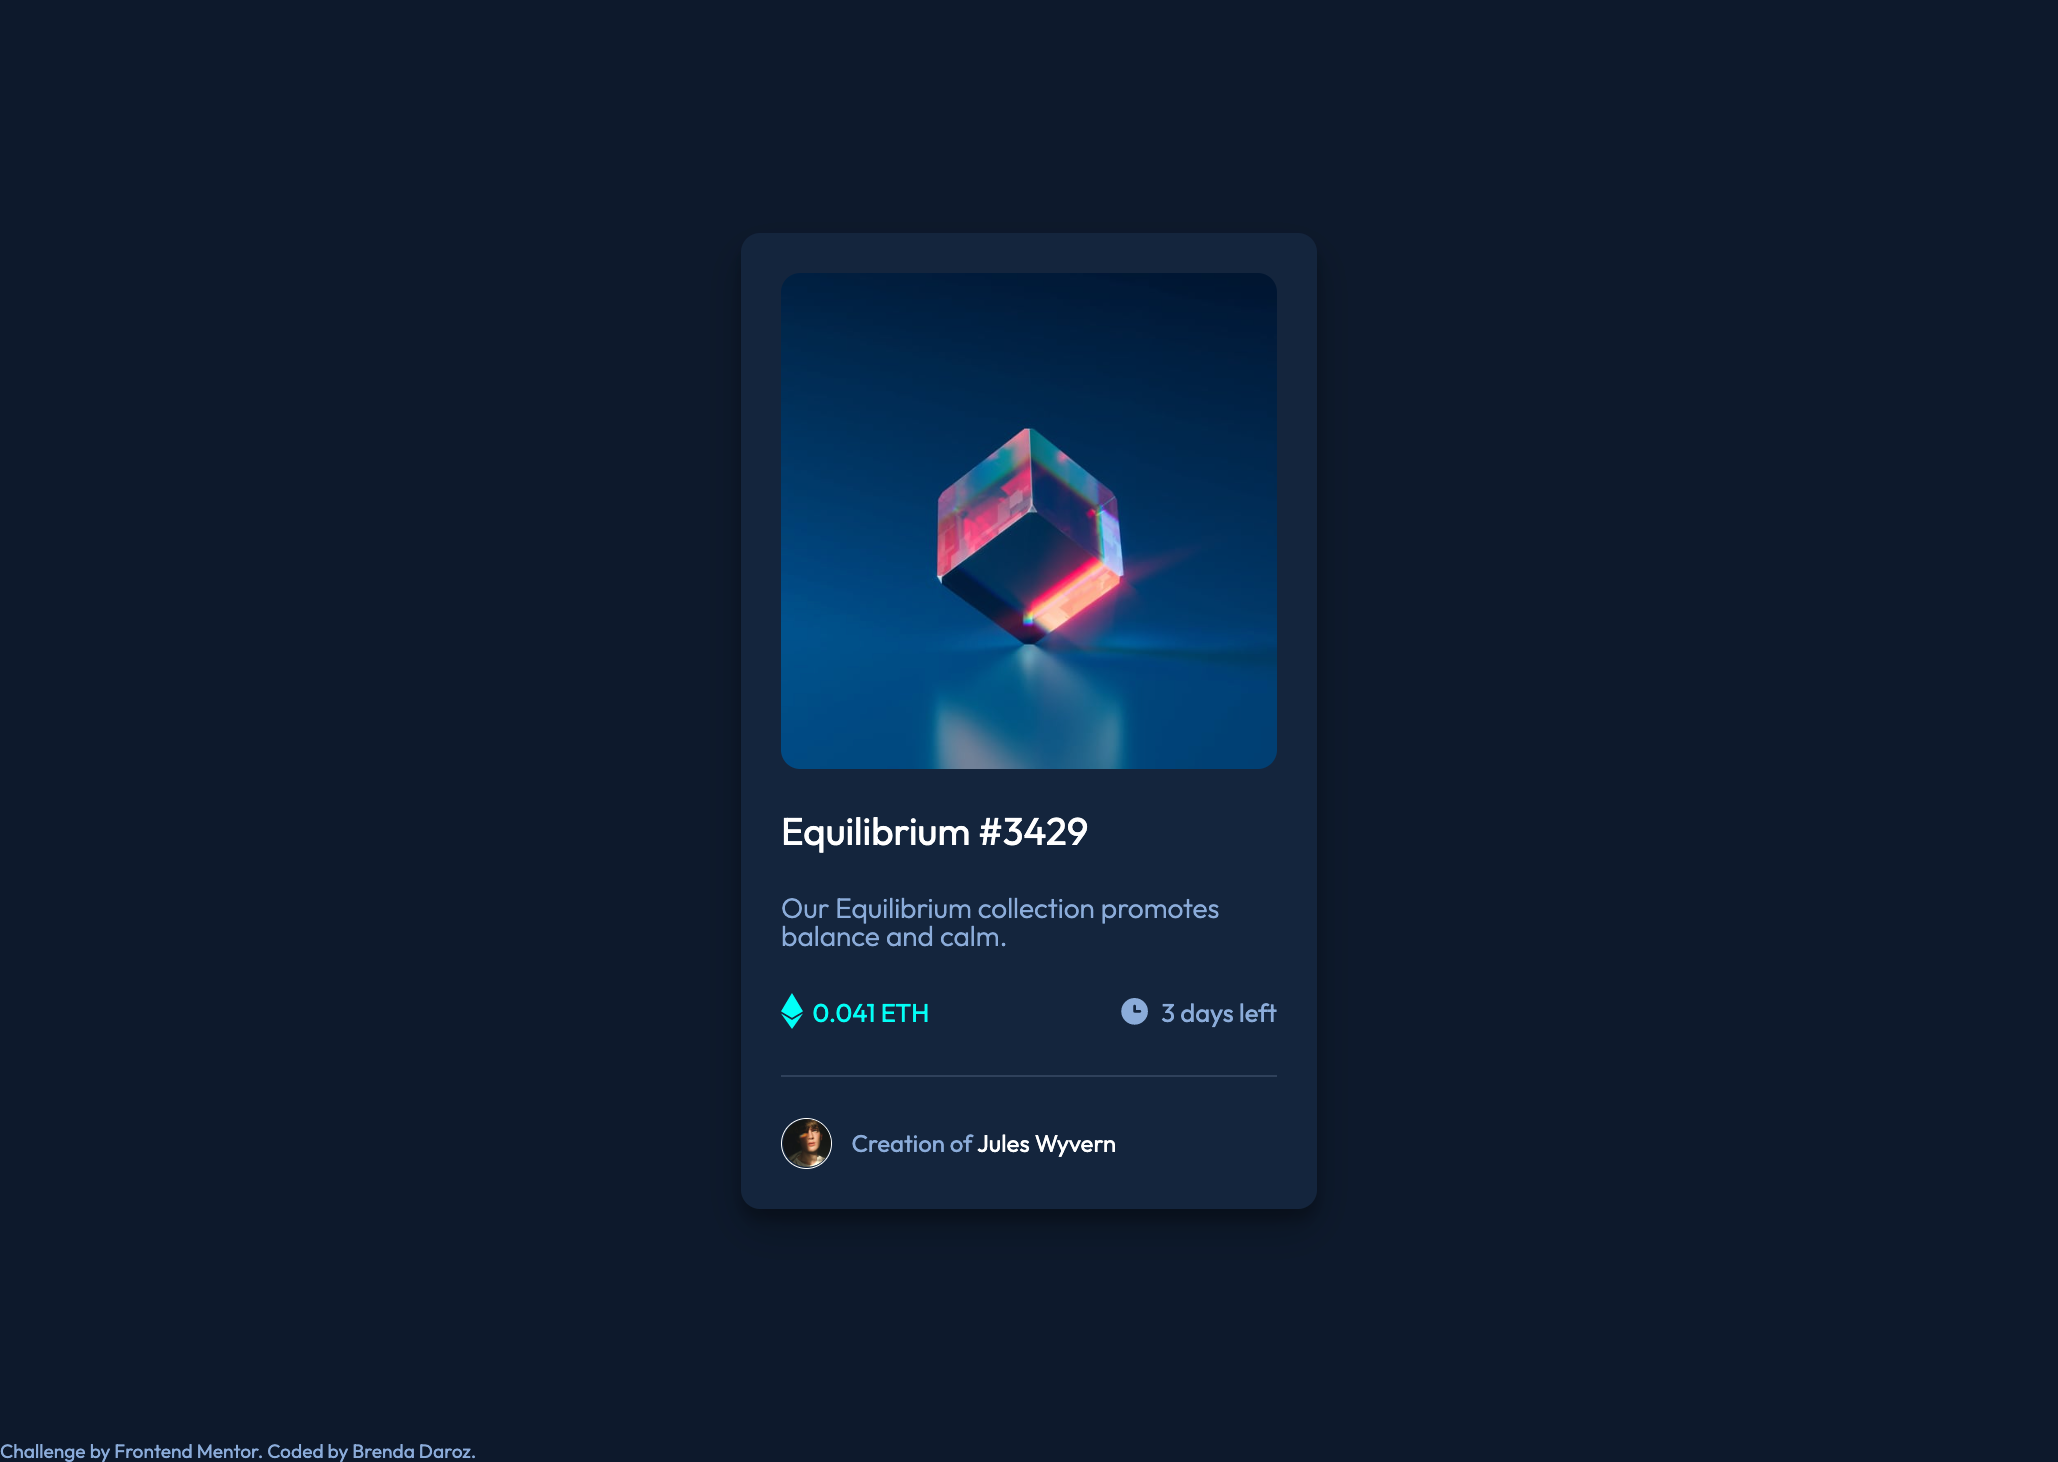 Equilibrium #3429
Our Equilibrium collection promotes
balance and calm.
0.041 ETH
3 days left
Creation of Jules Wyvern
Challenge by Frontend Mentor. Coded by Brenda Daroz.